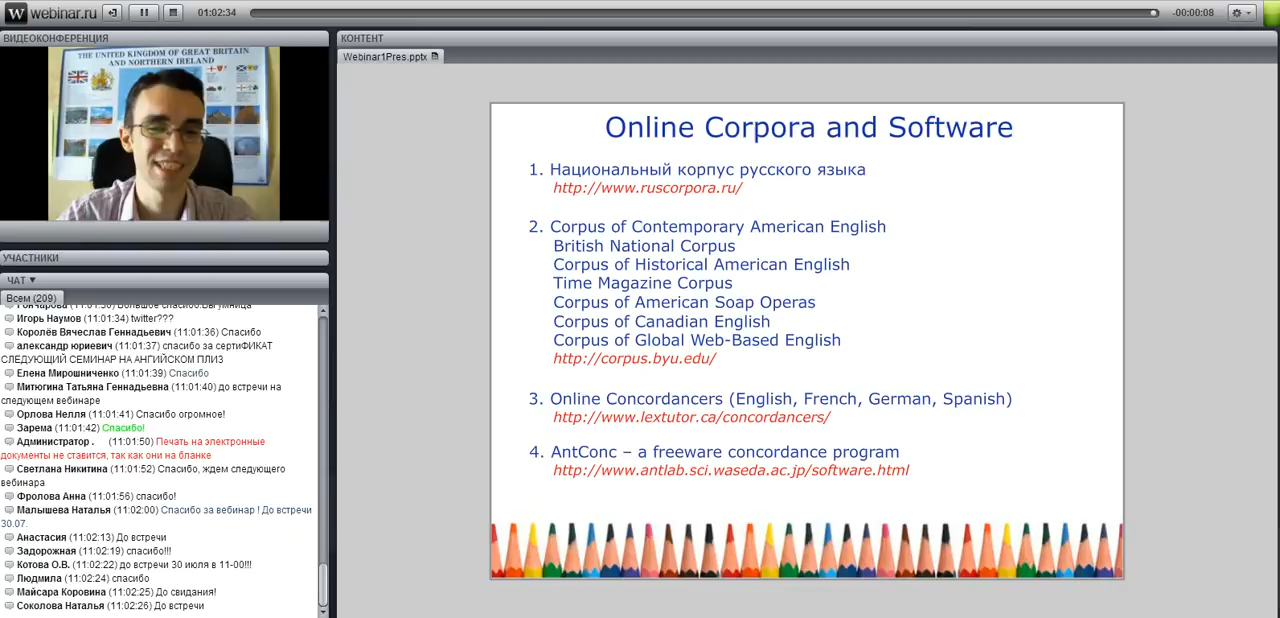 webinar.ru
01:02:34
-00:00:08
ВИДЕОКОНФЕРЕНЦИЯ
THE UNITED KINGDOM OF GREAT BRITAIN
AND NORTHERN IRELAND
УЧАСТНИКИ
ЧАТ
Всем (209)
Гончарова (11:01:30) Большое спасибо.Вы умница
Игорь Наумов (11:01:34) twitter???
Королёв Вячеслав Геннадьевич (11:01:36) Спасибо
александр юриевич (11:01:37) спасибо за сертиФИКАТ
СЛЕДУЮЩИЙ СЕМИНАР НА АНГИЙСКОМ ПЛИЗ
Елена Мирошниченко (11:01:39) Спасибо
Митюгина Татьяна Геннадьевна (11:01:40) до встречи на
следующем вебинаре
Орлова Нелля (11:01:41) Спасибо огромное!
Зарема (11:01:42) Спасибо!
Администратор . (11:01:50) Печать на электронные
документы не ставится, так как они на бланке
Светлана Никитина (11:01:52) Спасибо, ждем следующего
вебинара
Фролова Анна (11:01:56) спасибо!
Малышева Наталья (11:02:00) Спасибо за вебинар ! До встречи
30.07.
Анастасия (11:02:13) До встречи
Задорожная (11:02:19) спасибо!!!
Котова О.В. (11:02:22) до встречи 30 июля в 11-00!!!
Людмила (11:02:24) спасибо
Майсара Коровина (11:02:25) До свидания!
Соколова Наталья (11:02:26) До встречи
КОНТЕНТ
Webinar1Pres.pptx
Online Corpora and Software
1. Национальный корпус русского языка
http://www.ruscorpora.ru/
2. Corpus of Contemporary American English
British National Corpus
Corpus of Historical American English
Time Magazine Corpus
Corpus of American Soap Operas
Corpus of Canadian English
Corpus of Global Web-Based English
http://corpus.byu.edu/
3. Online Concordancers (English, French, German, Spanish)
http://www.lextutor.ca/concordancers/
4. AntConc – a freeware concordance program
http://www.antlab.sci.waseda.ac.jp/software.html